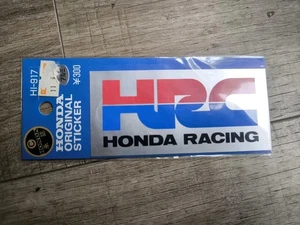 HI-917
¥300
HONDA
ORIGINAL
STICKER
HRC
HONDA RACING